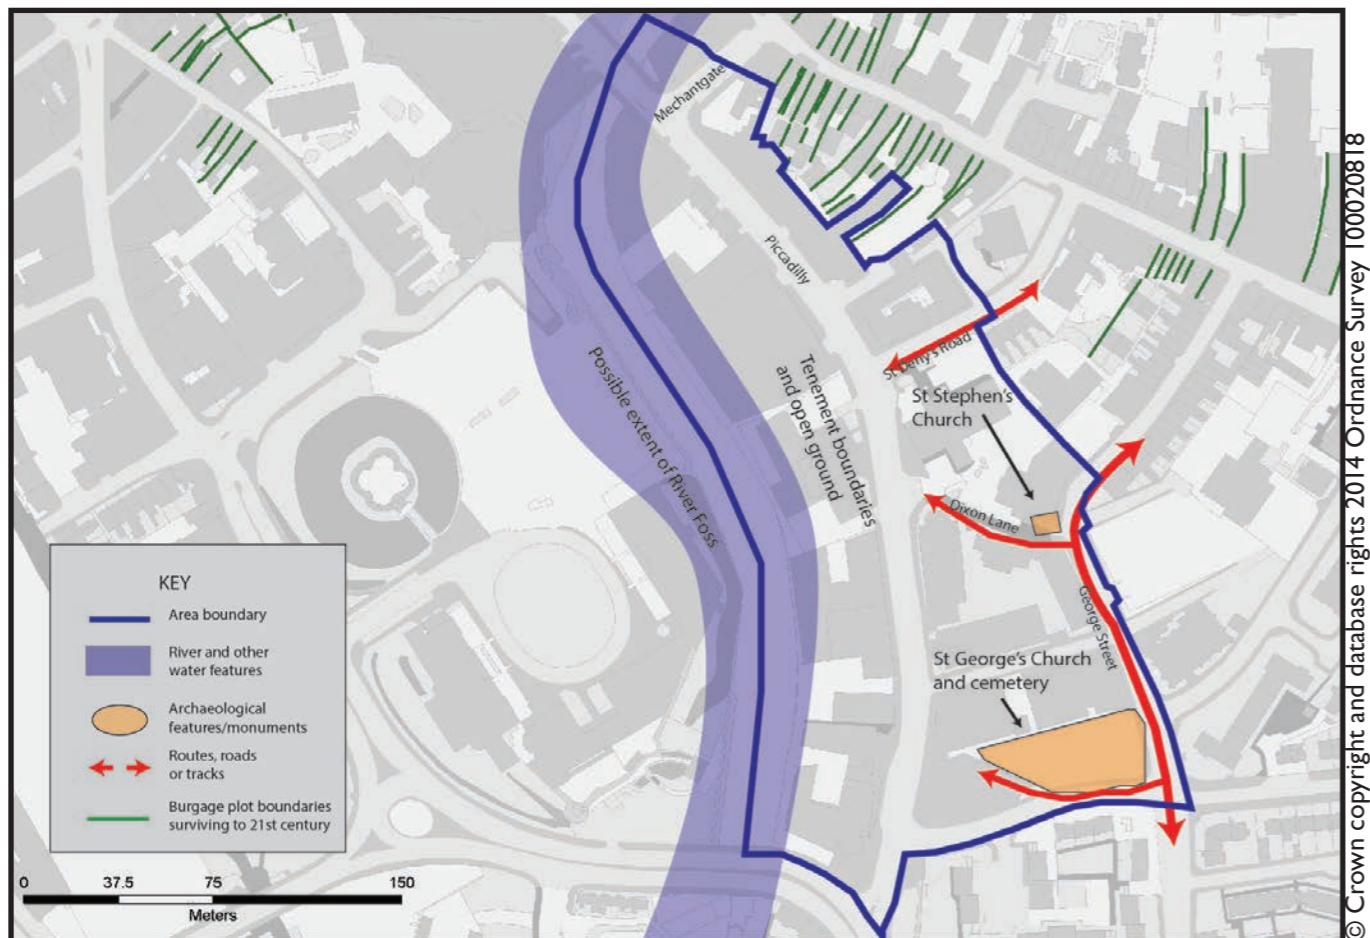 Mechantgate
Piccadilly
St Deny's Road
Possible extent of River Foss
Tenement boundaries
and open ground
St Stephen's
Church
Dixon Lane
George Street
St George's Church
and cemetery
KEY
Area boundary
River and other
water features
Archaeological
features/monuments
Routes, roads
or tracks
Burgage plot boundaries
surviving to 21st century
0 37.5 75 150
Meters
© Crown copyright and database rights 2014 Ordnance Survey 100020818